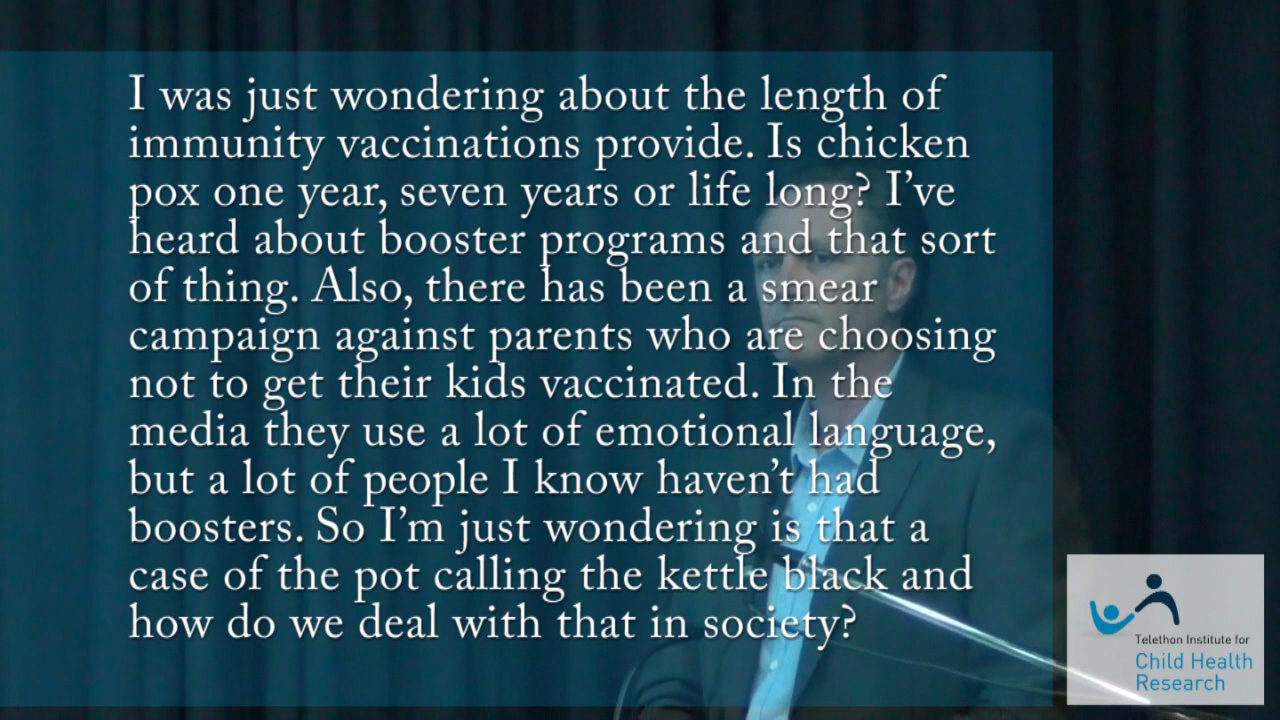 I was just wondering about the length of
immunity vaccinations provide. Is chicken
pox one year, seven years or life long? I’ve
heard about booster programs and that sort
of thing. Also, there has been a smear
campaign against parents who are choosing
not to get their kids vaccinated. In the
media they use a lot of emotional language,
but a lot of people I know haven’t had
boosters. So I’m just wondering is that a
case of the pot calling the kettle black and
how do we deal with that in society?
Telethon Institute for
Child Health
Research